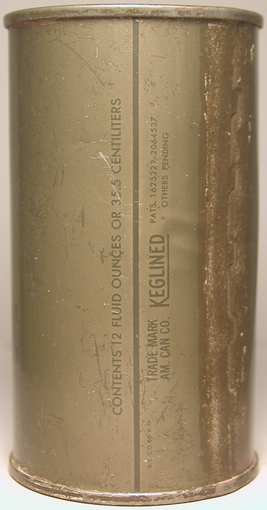 CONTENTS 12 FLUID OUNCES OR 35.5 CENTILITERS
TRADE MARK
AM. CAN CO.
KEGLINED
PATS. 1625229-2064537
OTHERS PENDING